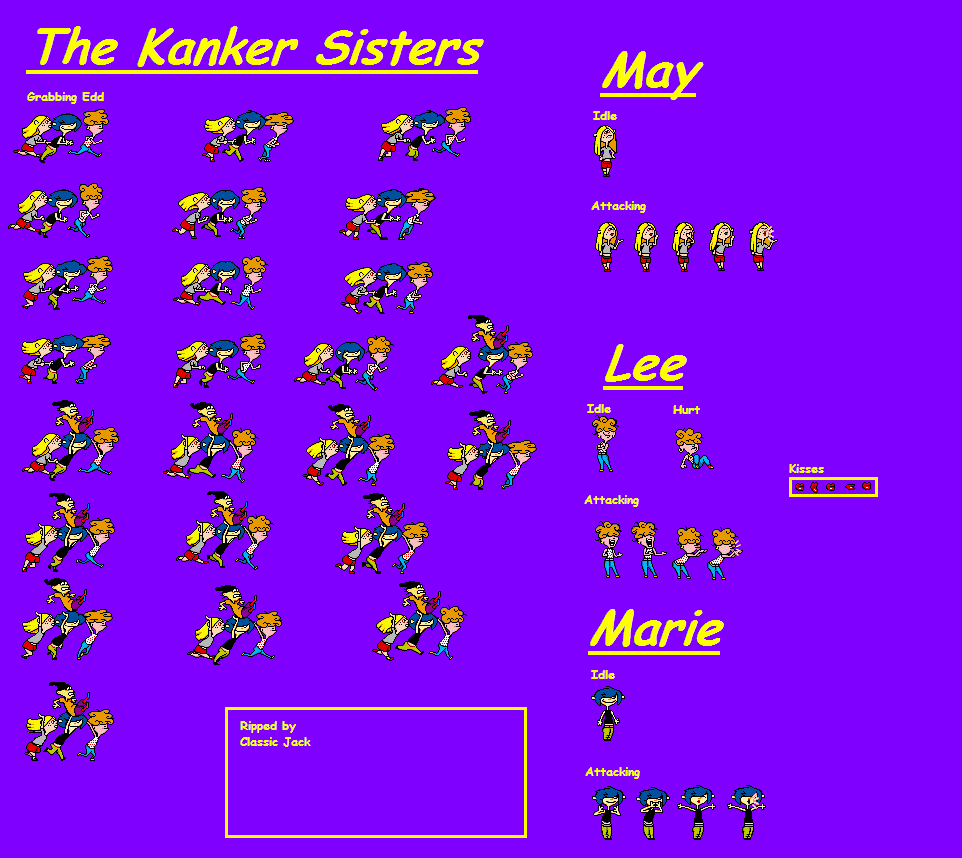 The Kanker Sisters
Grabbing Edd
May
Idle
Attacking
Lee
Idle
Hurt
Kisses
Attacking
Marie
Idle
Attacking
Ripped by
Classic Jack